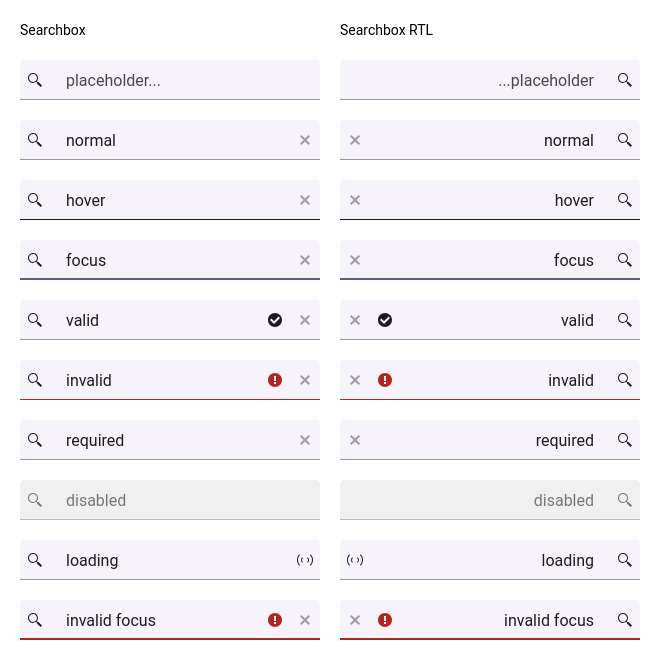 Searchbox
placeholder...
normal
hover
focus
valid
invalid
required
disabled
loading
invalid focus
Searchbox RTL
...placeholder
normal
hover
focus
valid
invalid
required
disabled
loading
invalid focus